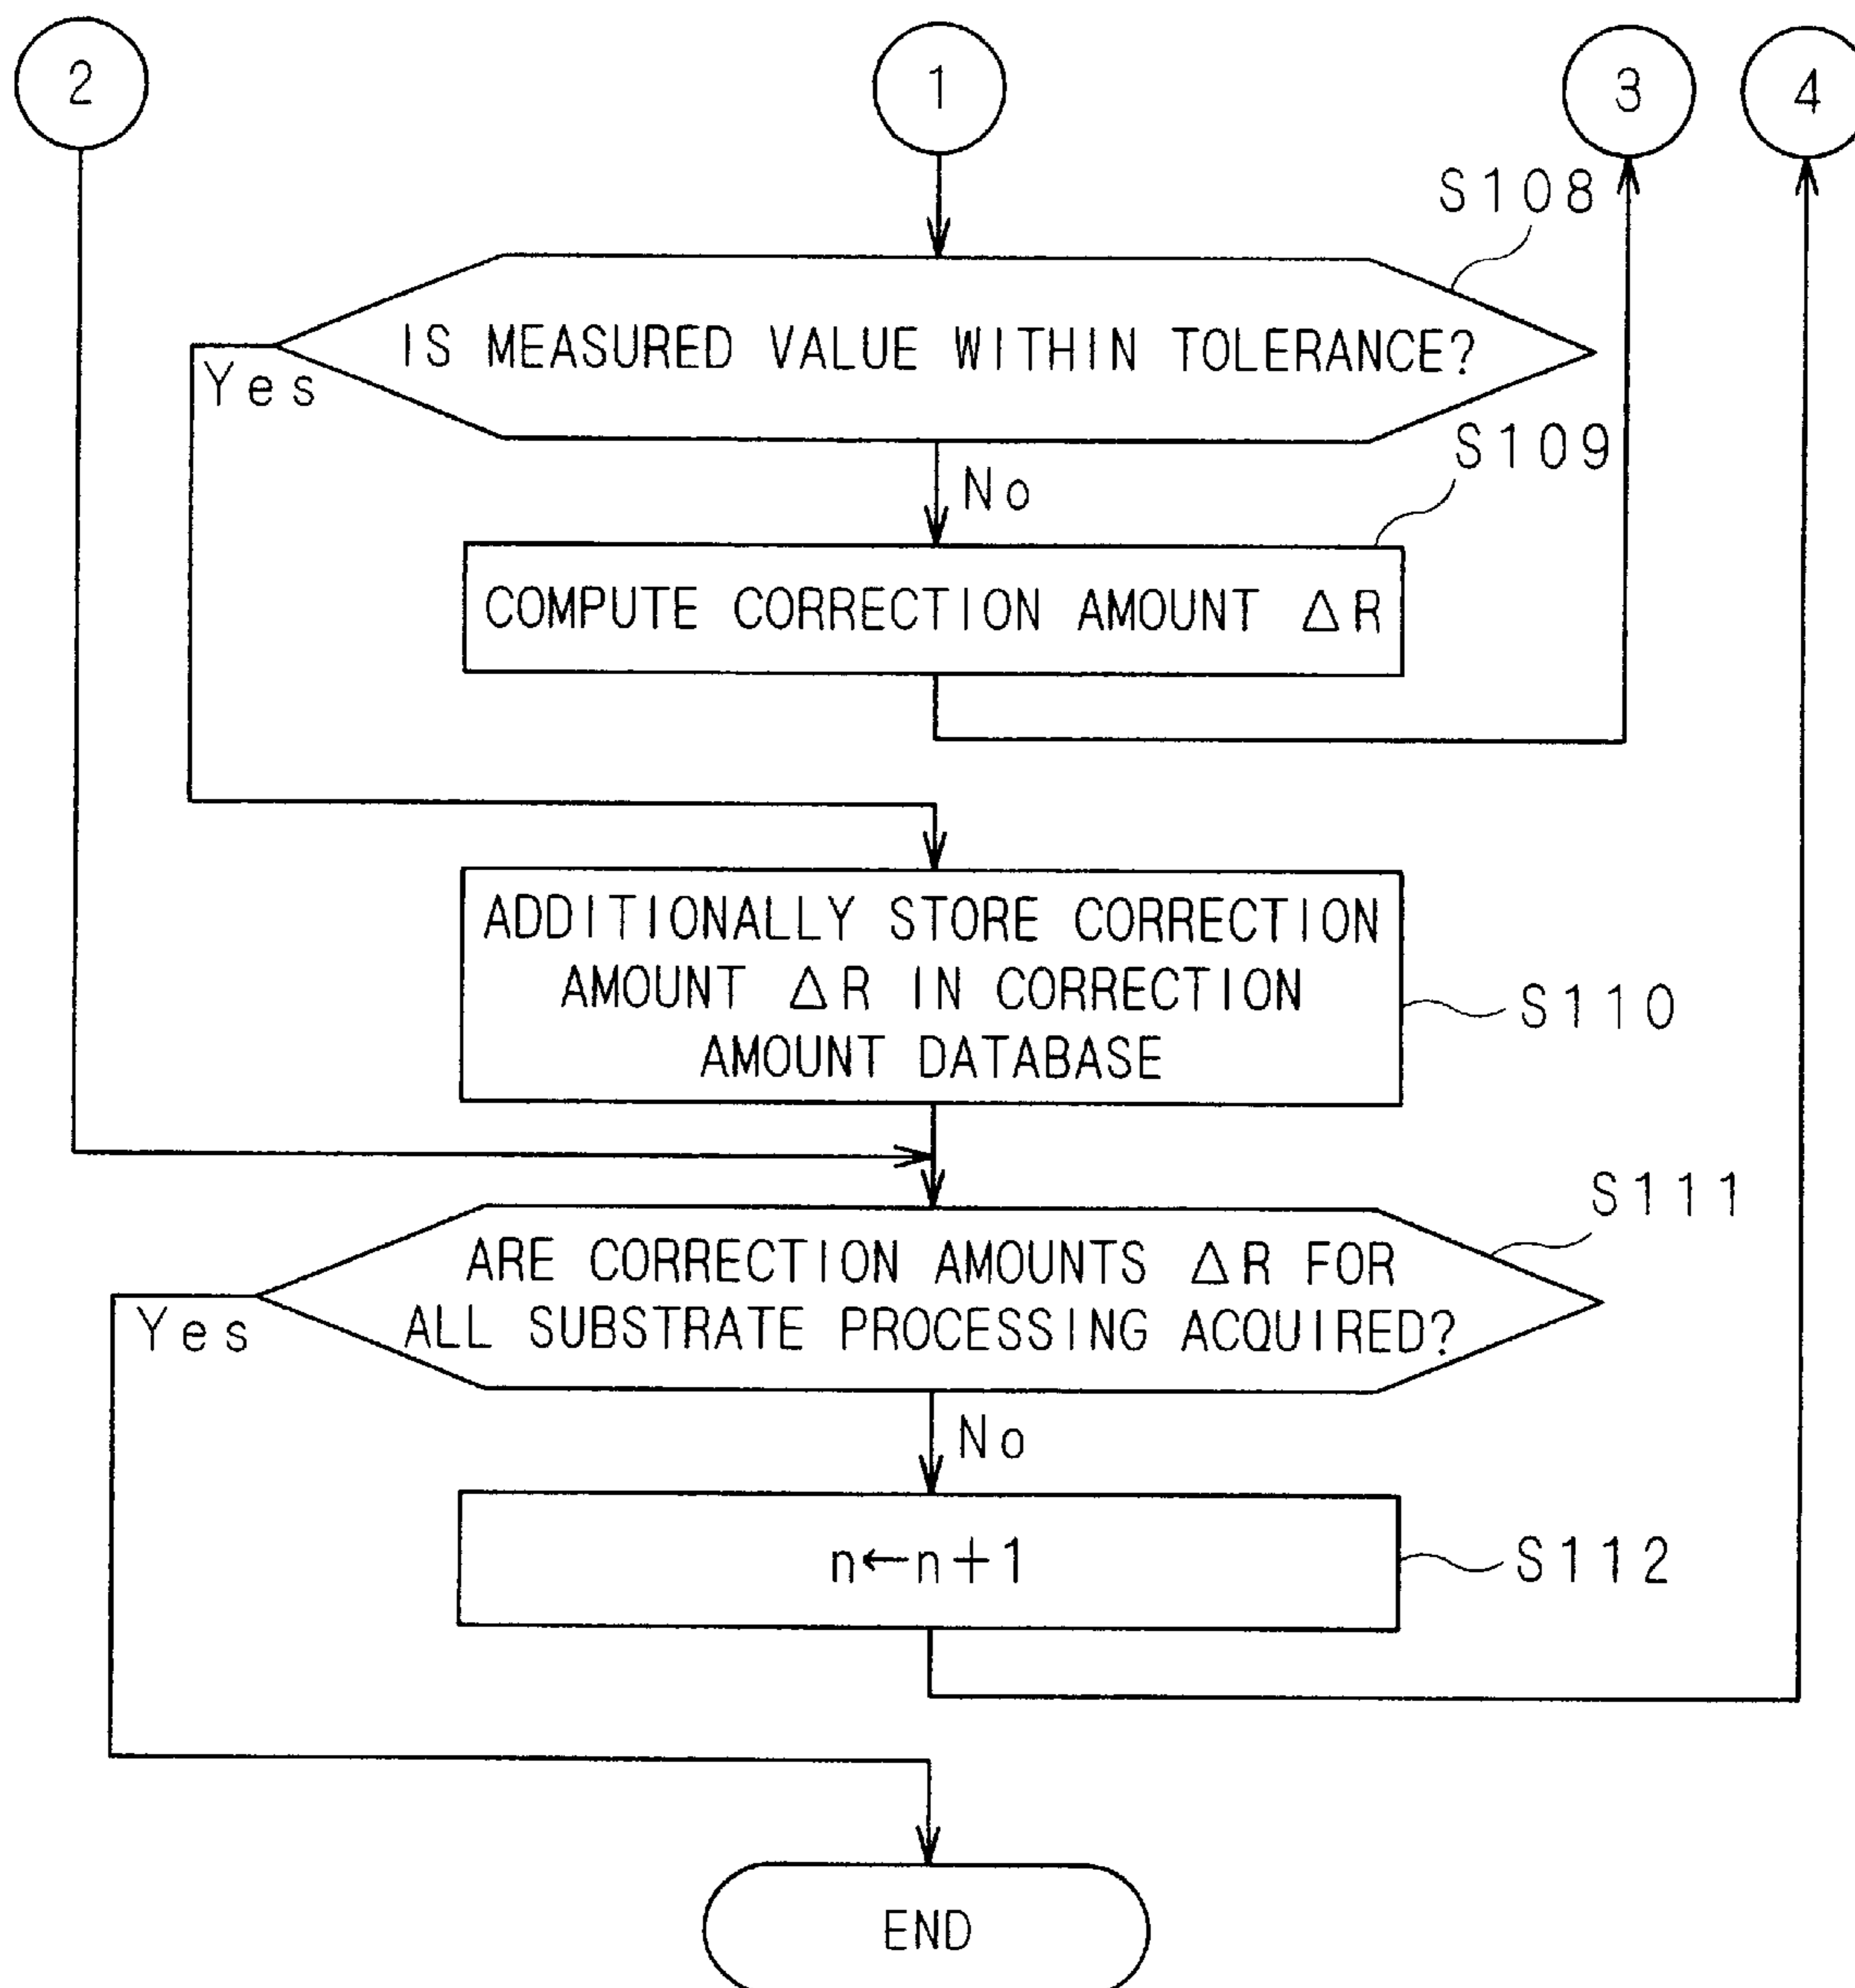 2
1
3
4
S108
IS MEASURED VALUE WITHIN TOLERANCE?
Yes
S109
No
COMPUTE CORRECTION AMOUNT ΔR
ADDITIONALLY STORE CORRECTION
AMOUNT ΔR IN CORRECTION
AMOUNT DATABASE
S110
S111
ARE CORRECTION AMOUNTS ΔR FOR
ALL SUBSTRATE PROCESSING ACQUIRED?
Yes
No
n←n+1
S112
END